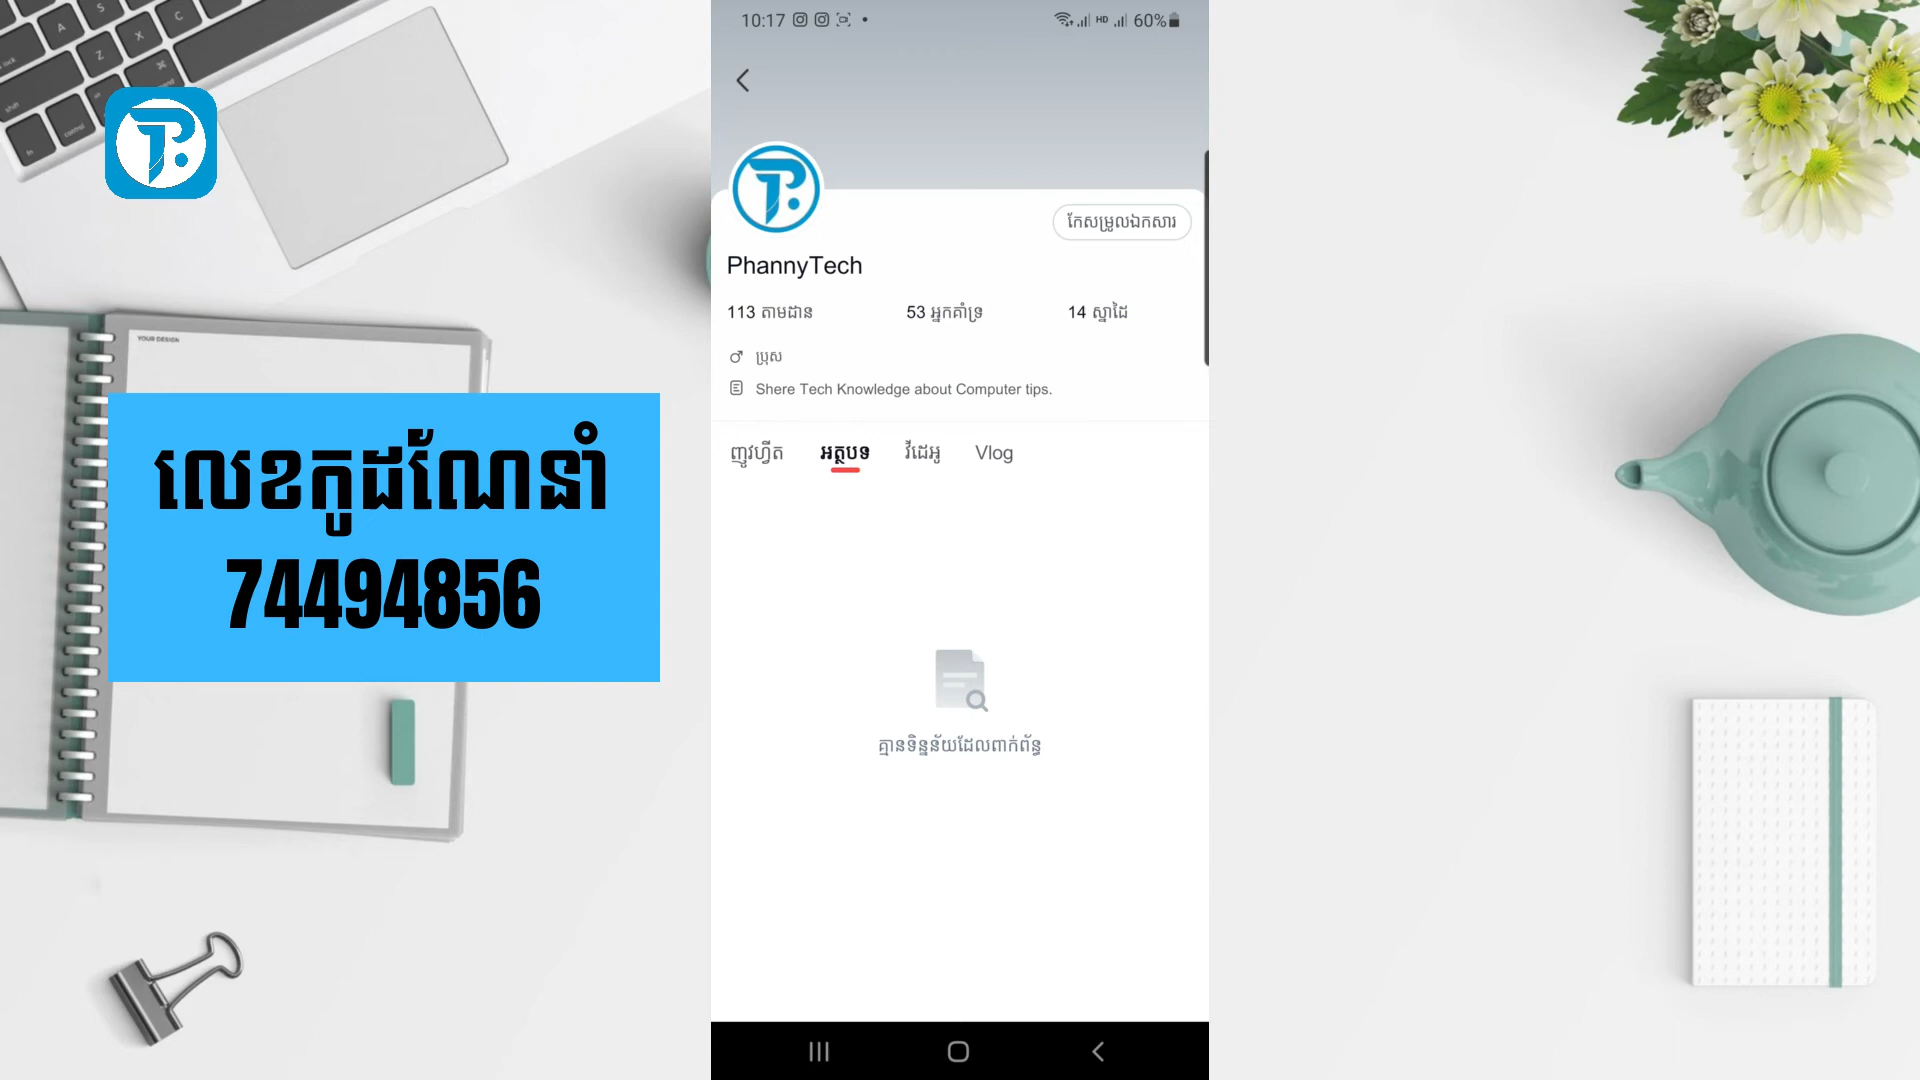 YOUR DESIGN
លេខកូដណែនាំ
74494856
10:17
HD
60%
កែសម្រួលឯកសារ
PhannyTech
113 តាមដាន
53 អ្នកគាំទ្រ
14 ស្នាដៃ
ប្រុស
Shere Tech Knowledge about Computer tips.
ញូវហ្វីត
អត្ថបទ
វីដេអូ
Vlog
គ្មានទិន្នន័យដែលពាក់ព័ន្ធ